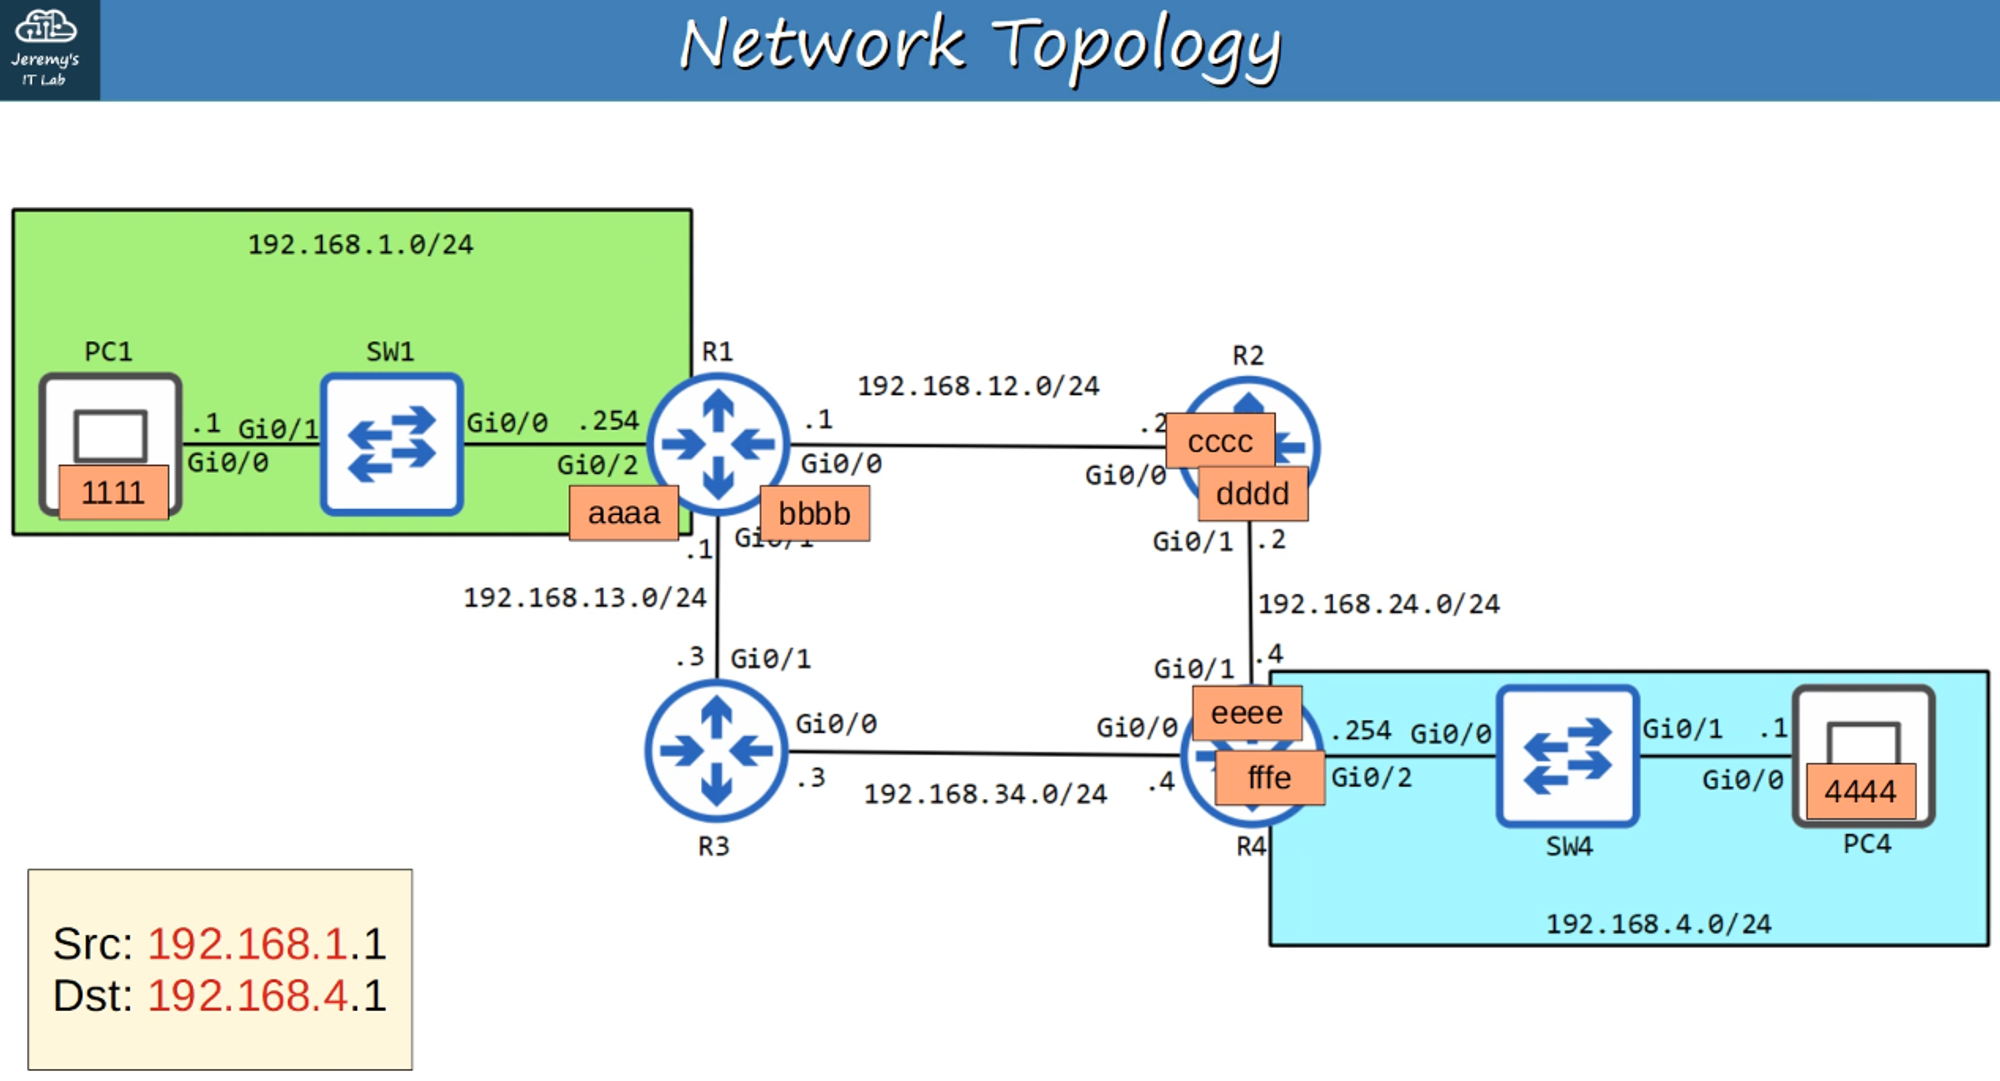 Jeremy's
IT Lab
Network Topology
192.168.1.0/24
PC1
SW1
R1
R2
192.168.12.0/24
.1
Gi0/1
Gi0/0
.254
.1
.2
Gi0/0
Gi0/2
Gi0/0
Gi0/0
1111
aaaa
bbbb
cccc
dddd
.1
Gi0/1
Gi0/1
.2
192.168.13.0/24
192.168.24.0/24
.3
Gi0/1
Gi0/1
.4
Gi0/0
Gi0/0
eeee
.254
Gi0/0
Gi0/1
.1
.3
192.168.34.0/24
.4
fffe
Gi0/2
Gi0/0
4444
R3
R4
SW4
PC4
192.168.4.0/24
Src: 192.168.1.1
Dst: 192.168.4.1